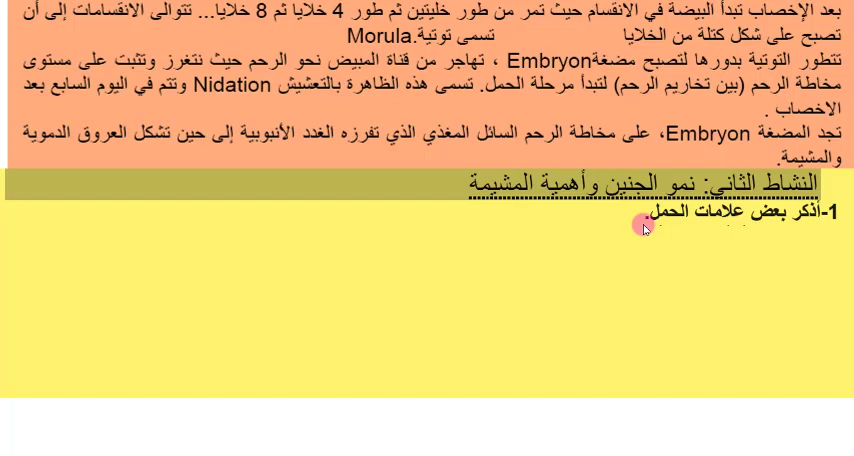 بعد الإخصاب تبدأ البيضة في الانقسام حيث تمر من طور خليتين ثم طور 4 خلايا ثم 8 خلايا... تتوالى الانقسامات إلى أن
تصبح على شكل كتلة من الخلايا تسمى توتية.Morula
تتطور التوتية بدورها لتصبح مضغةEmbryon ، تهاجر من قناة المبيض نحو الرحم حيث تنغرز وتثبت على مستوى
مخاطة الرحم (بين تخاريم الرحم) لتبدأ مرحلة الحمل. تسمى هذه الظاهرة بالتعشيش Nidation وتتم في اليوم السابع بعد
الاخصاب .
تجد المضغة Embryon، على مخاطة الرحم السائل المغذي الذي تفرزه الغدد الأنبوبية إلى حين تشكل العروق الدموية
والمشيمة.
النشاط الثاني: نمو الجنين وأهمية المشيمة
1-أذكر بعض علامات الحمل.